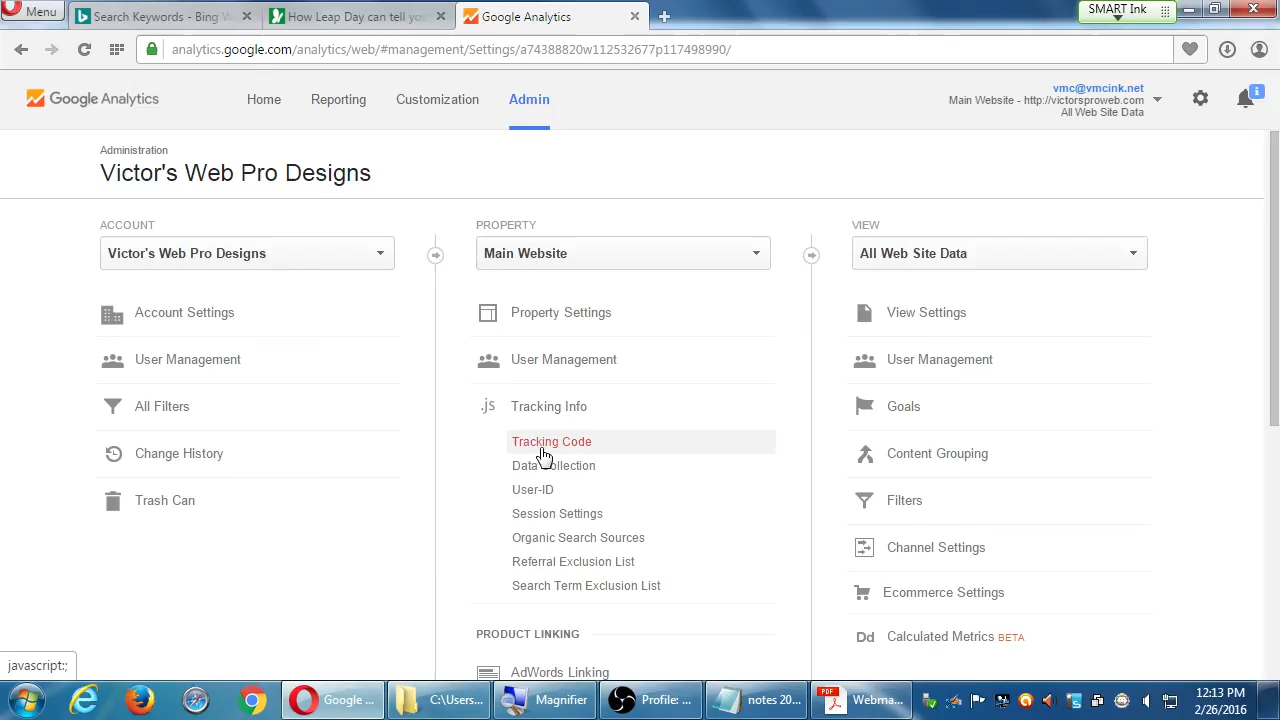 Menu
Search Keywords - Bing W
How Leap Day can tell you
Google Analytics
SMART Ink
analytics.google.com/analytics/web/#management/Settings/a74388820w112532677p117498990/
Google Analytics
Home
Reporting
Customization
Admin
vmc@vmcink.net
Main Website - http://victorsproweb.com
All Web Site Data
Administration
Victor's Web Pro Designs
ACCOUNT
Victor's Web Pro Designs
Account Settings
User Management
All Filters
Change History
Trash Can
PROPERTY
Main Website
Property Settings
User Management
.js
Tracking Info
Tracking Code
Data Collection
User-ID
Session Settings
Organic Search Sources
Referral Exclusion List
Search Term Exclusion List
PRODUCT LINKING
AdWords Linking
VIEW
All Web Site Data
View Settings
User Management
Goals
Content Grouping
Filters
Channel Settings
Ecommerce Settings
Dd
Calculated Metrics BETA
javascript:;
Google ...
C:\Users...
Magnifier
Profile: ...
notes 20...
PDF
Webma...
12:13 PM
2/26/2016